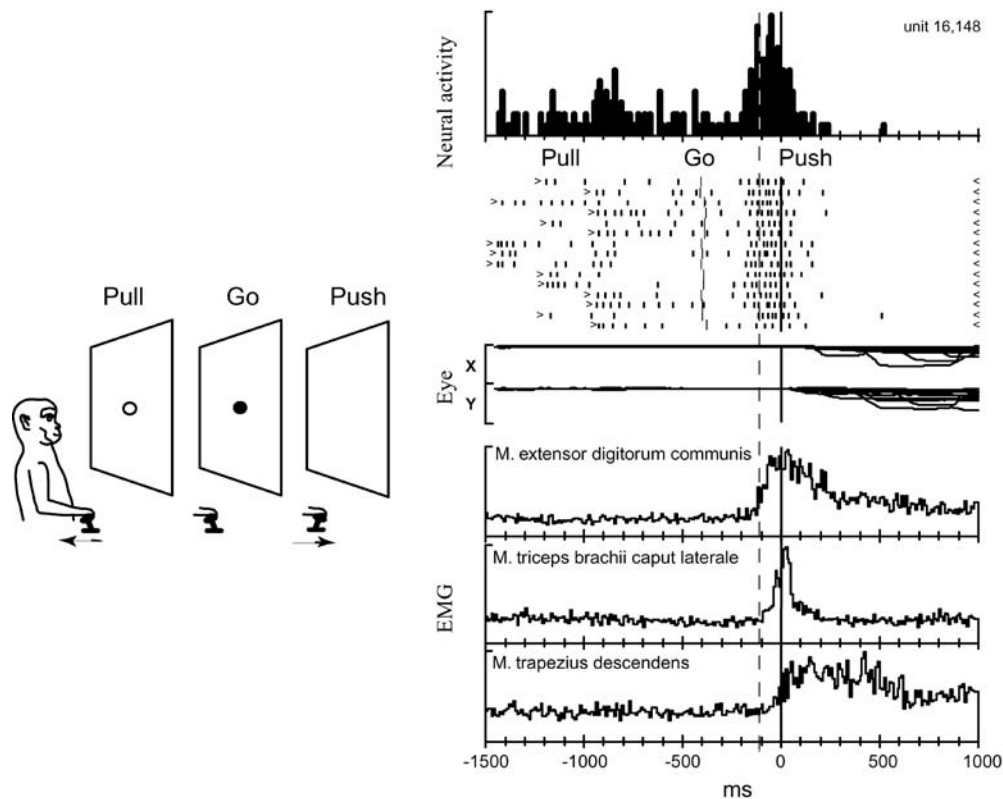 Pull Go Push
unit 16,148
Neural activity
Pull Go Push
Eye
X
Y
M. extensor digitorum communis
M. triceps brachii caput laterale
EMG
M. trapezius descendens
-1500 -1000 -500 0 500 1000
ms